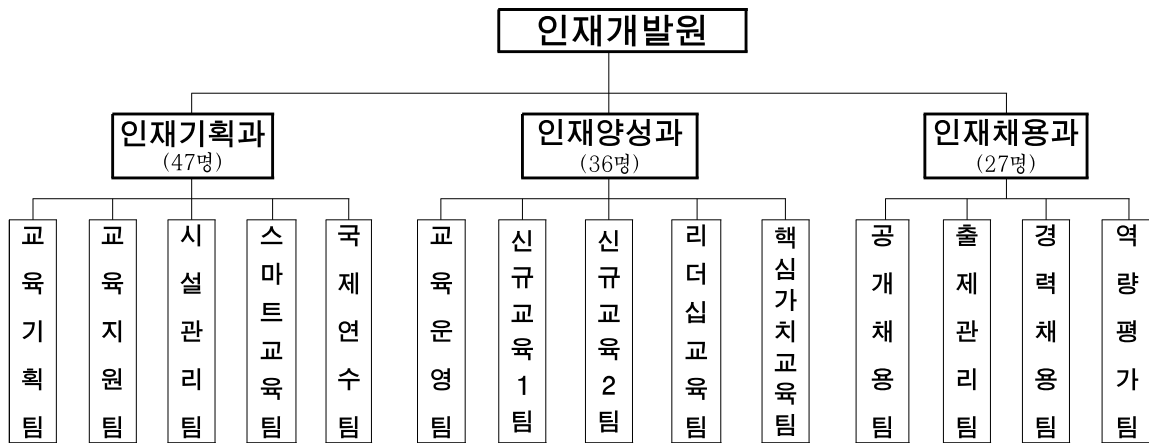 인재개발원
인재기획과
(47명)
인재양성과
(36명)
인재채용과
(27명)
교육기획팀
교육지원팀
시설관리팀
스마트교육팀
국제연수팀
교육운영팀
신규교육1팀
신규교육2팀
리더십교육팀
핵심가치교육팀
공개채용팀
출제관리팀
경력채용팀
역량평가팀